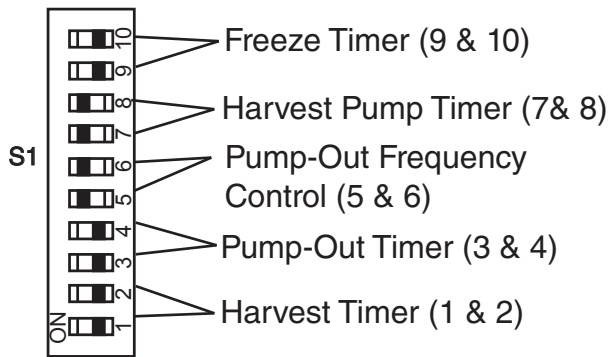 10
Freeze Timer (9 & 10)
9
8
Harvest Pump Timer (7& 8)
7
S1
6
Pump-Out Frequency
Control (5 & 6)
5
4
Pump-Out Timer (3 & 4)
3
2
Harvest Timer (1 & 2)
1
ON